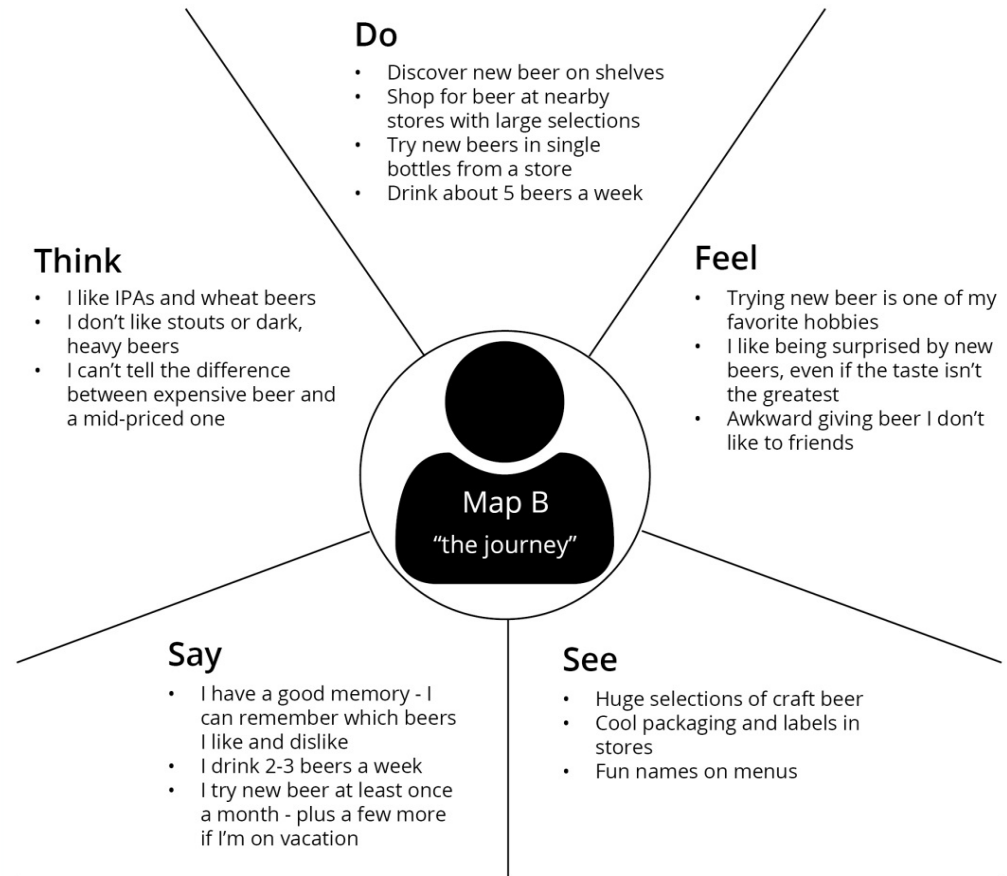 Do
• Discover new beer on shelves
• Shop for beer at nearby
stores with large selections
• Try new beers in single
bottles from a store
• Drink about 5 beers a week
Think
• I like IPAs and wheat beers
• I don’t like stouts or dark,
heavy beers
• I can’t tell the difference
between expensive beer and
a mid-priced one
Feel
• Trying new beer is one of my
favorite hobbies
• I like being surprised by new
beers, even if the taste isn’t
the greatest
• Awkward giving beer I don’t
like to friends
Map B
“the journey”
Say
• I have a good memory - I
can remember which beers
I like and dislike
• I drink 2-3 beers a week
• I try new beer at least once
a month - plus a few more
if I’m on vacation
See
• Huge selections of craft beer
• Cool packaging and labels in
stores
• Fun names on menus